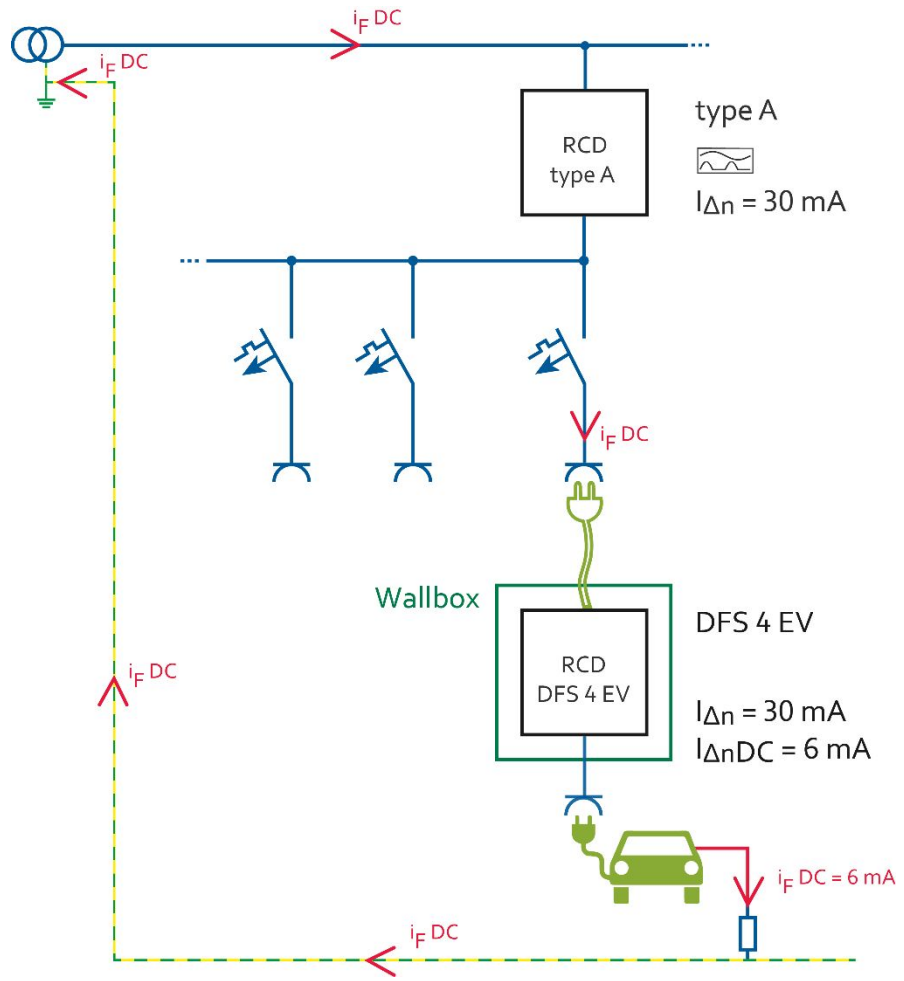 iF DC
iF DC
RCD
type A
type A
IΔn = 30 mA
iF DC
Wallbox
RCD
DFS 4 EV
DFS 4 EV
IΔn = 30 mA
IΔnDC = 6 mA
iF DC
iF DC = 6 mA
iF DC